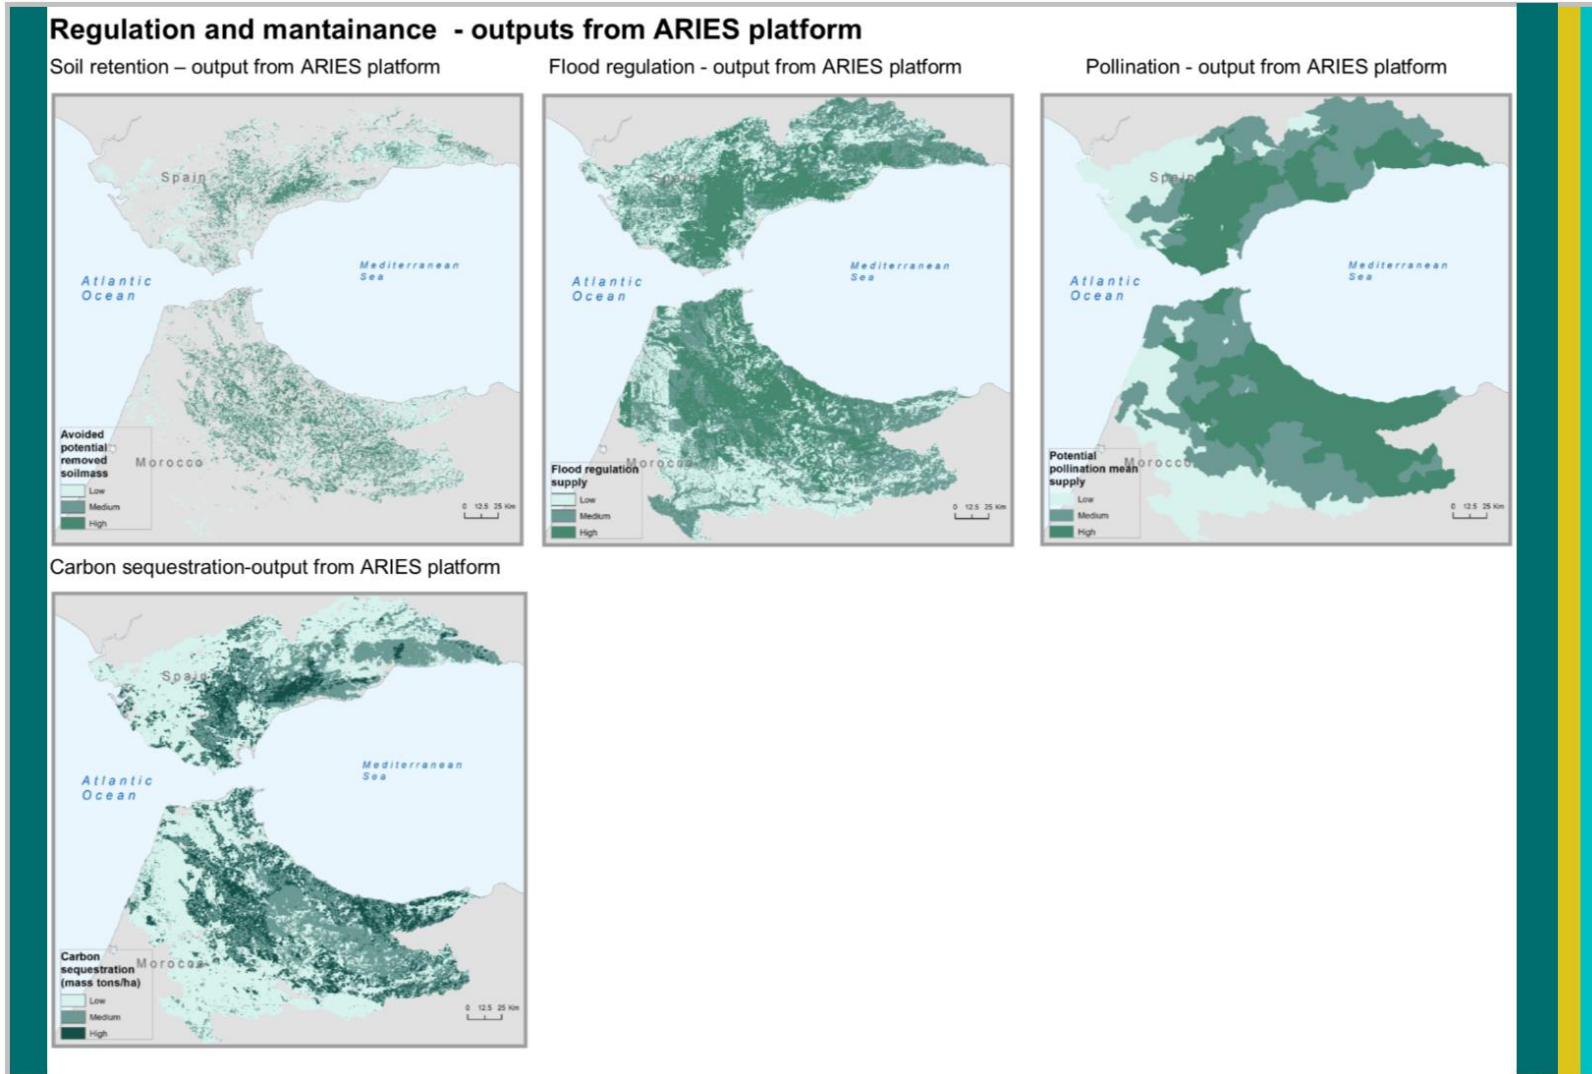 Regulation and mantainance - outputs from ARIES platform
Soil retention – output from ARIES platform
Flood regulation - output from ARIES platform
Pollination - output from ARIES platform
Spain
Atlantic
Ocean
Mediterranean
Sea
Morocco
Avoided
potential
removed
soilmass
Low
Medium
High
0 12.5 25 Km
Spain
Atlantic
Ocean
Mediterranean
Sea
Morocco
Flood regulation
supply
Low
Medium
High
0 12.5 25 Km
Spain
Atlantic
Ocean
Mediterranean
Sea
Morocco
Potential
pollination mean
supply
Low
Medium
High
0 12.5 25 Km
Carbon sequestration-output from ARIES platform
Spain
Atlantic
Ocean
Mediterranean
Sea
Morocco
Carbon
sequestration
(mass tons/ha)
Low
Medium
High
0 12.5 25 Km